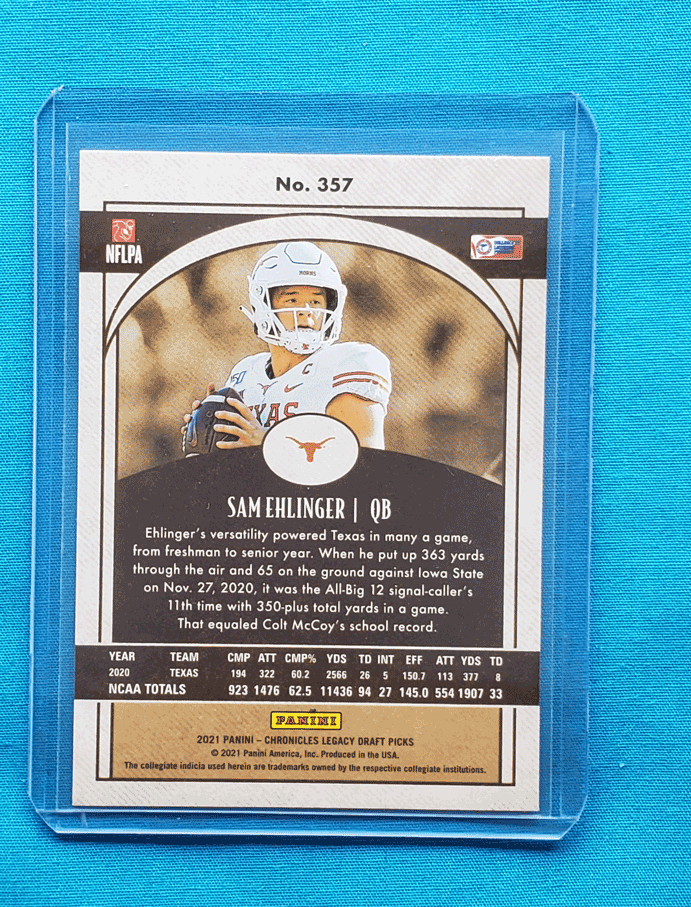 No. 357
NFLPA
HORNS
150
C
TEXAS
SAM EHLINGER | QB
Ehlinger's versatility powered Texas in many a game,
from freshman to senior year. When he put up 363 yards
through the air and 65 on the ground against Iowa State
on Nov. 27, 2020, it was the All-Big 12 signal-caller's
11th time with 350-plus total yards in a game.
That equaled Colt McCoy's school record.
YEAR TEAM CMP ATT CMP% YDS TD INT EFF ATT YDS TD
2020 TEXAS 194 322 60.2 2566 26 5 150.7 113 377 8
NCAA TOTALS 923 1476 62.5 11436 94 27 145.0 554 1907 33
PANINI
2021 PANINI – CHRONICLES LEGACY DRAFT PICKS
© 2021 Panini America, Inc. Produced in the USA.
The collegiate indicia used herein are trademarks owned by the respective collegiate institutions.